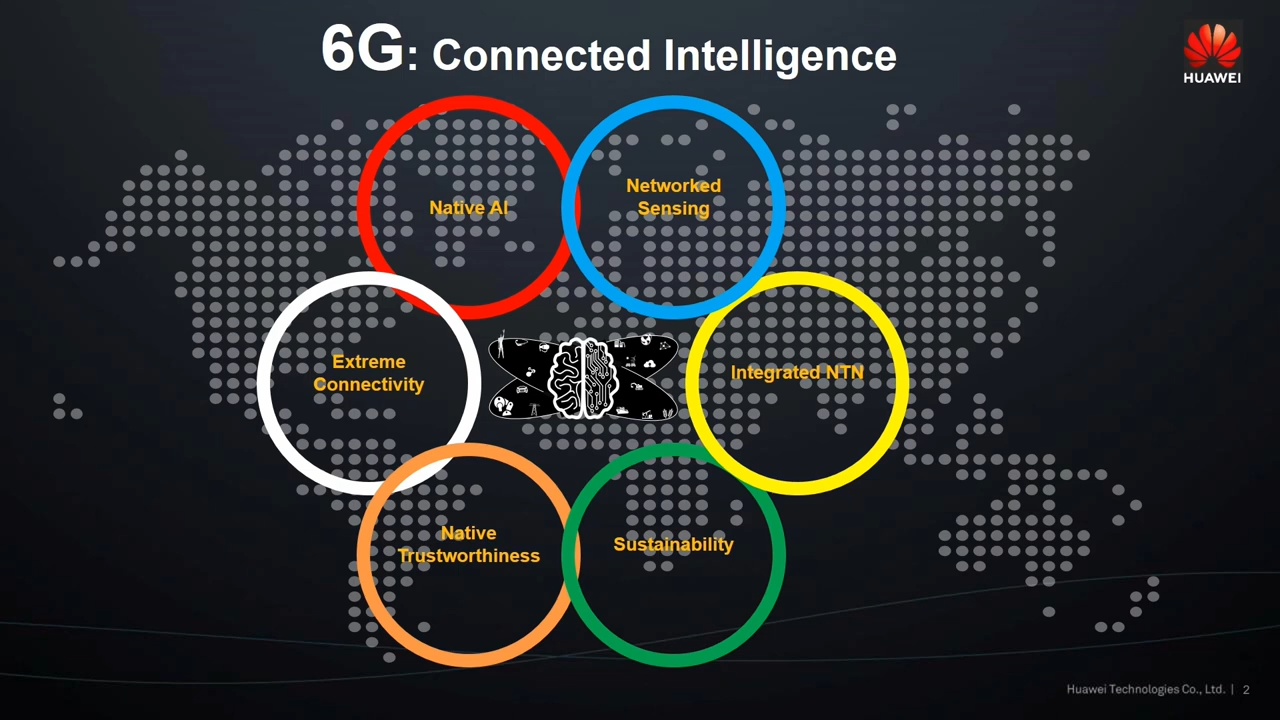 6G: Connected Intelligence
HUAWEI
Native AI
Networked
Sensing
Extreme
Connectivity
Integrated NTN
Native
Trustworthiness
Sustainability
Huawei Technologies Co., Ltd. | 2